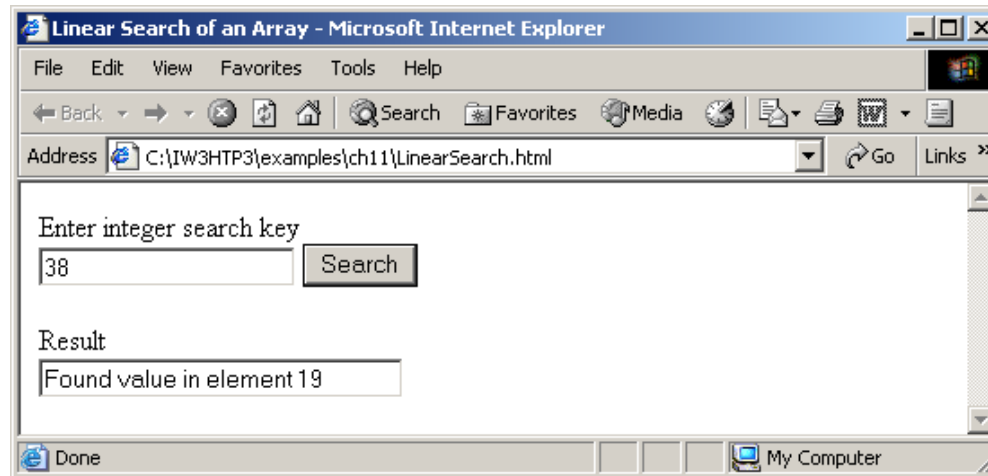 Linear Search of an Array - Microsoft Internet Explorer
File Edit View Favorites Tools Help
Back Search Favorites Media
Address C:\IW3HTP3\examples\ch11\LinearSearch.html Go Links »
Enter integer search key
38 Search
Result
Found value in element 19
Done My Computer